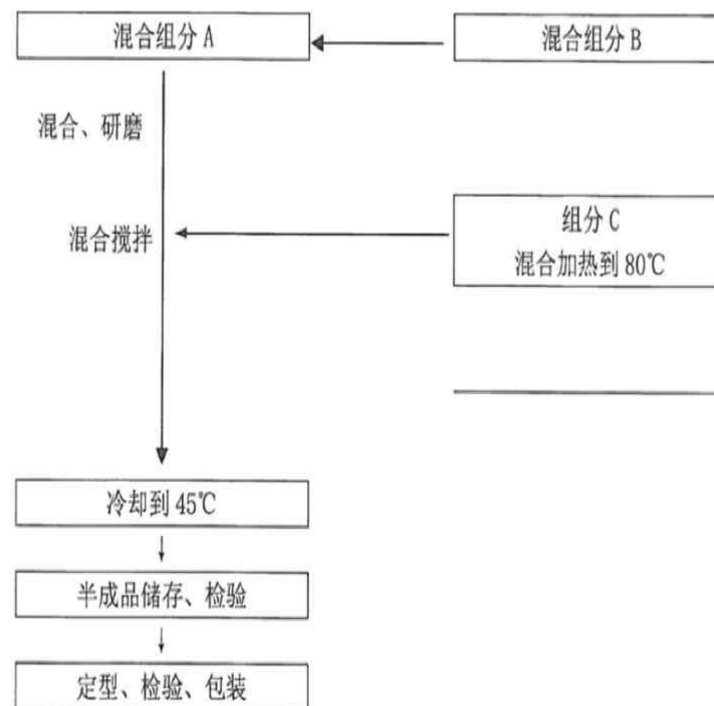 混合组分 A
混合组分 B
混合、研磨
组分 C
混合加热到 80℃
混合搅拌
冷却到 45℃
半成品储存、检验
定型、检验、包装